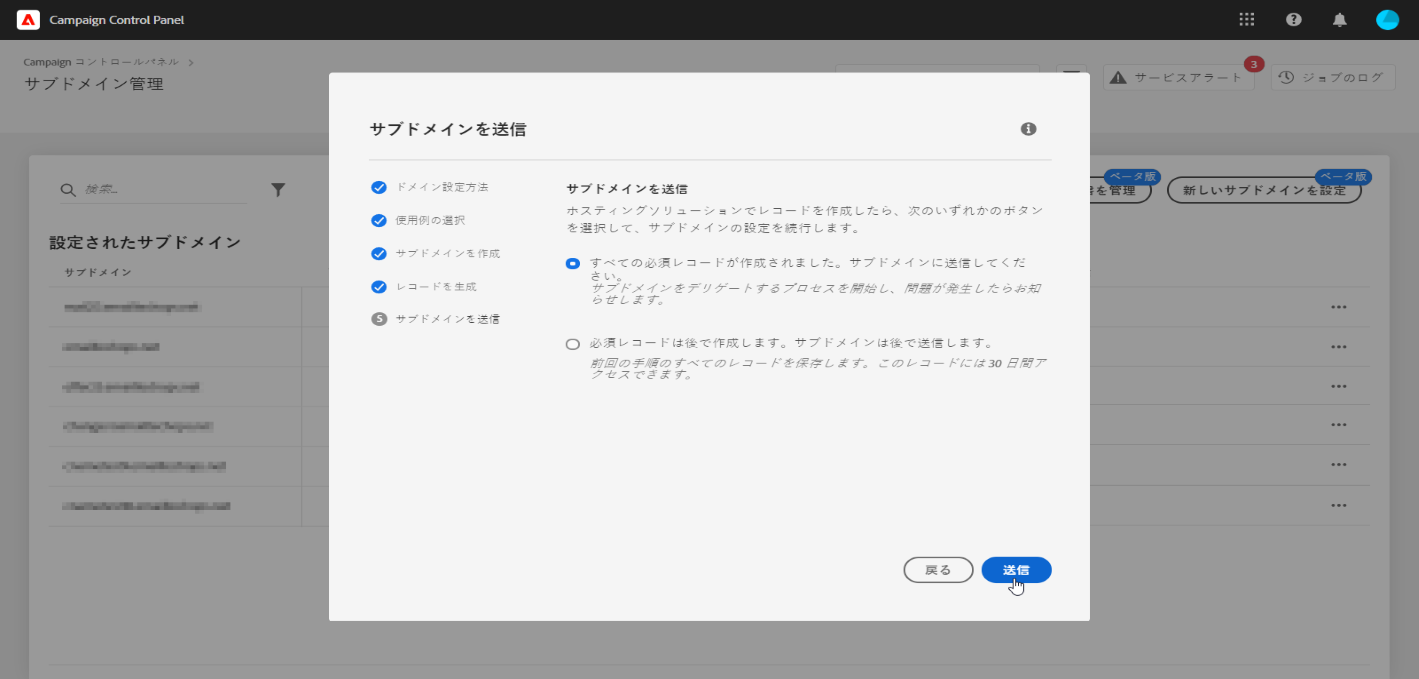 Campaign Control Panel
Campaign コントロールパネル
サブドメイン管理
サービスアラート
3
ジョブのログ
検索...
ベータ版
を管理
ベータ版
新しいサブドメインを設定
設定されたサブドメイン
サブドメイン
サブドメインを送信
ドメイン設定方法
使用例の選択
サブドメインを作成
レコードを生成
5 サブドメインを送信
サブドメインを送信
ホスティングソリューションでレコードを作成したら、次のいずれかのボタン
を選択して、サブドメインの設定を続行します。
すべての必須レコードが作成されました。サブドメインに送信してくだ
さい。
サブドメインをデリゲートするプロセスを開始し、問題が発生したらお知
らせします。
必須レコードは後で作成します。サブドメインは後で送信します。
前回の手順のすべてのレコードを保存します。このレコードには 30 日間ア
クセスできます。
戻る
送信